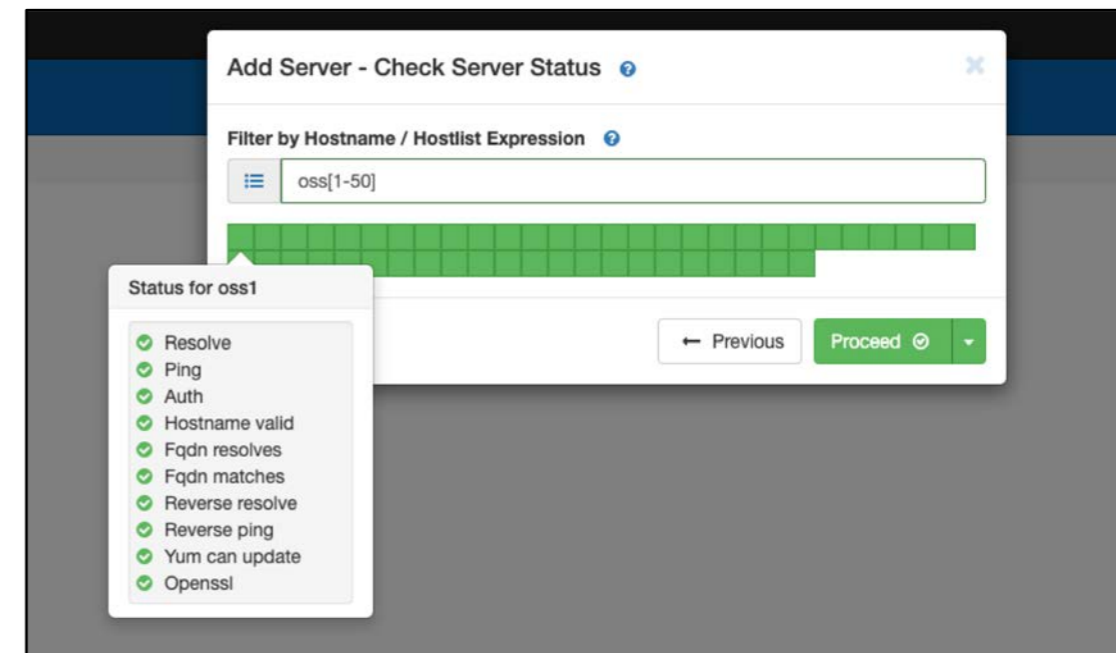 Add Server - Check Server Status
Filter by Hostname / Hostlist Expression
oss[1-50]
Status for oss1
Resolve
Ping
Auth
Hostname valid
Fqdn resolves
Fqdn matches
Reverse resolve
Reverse ping
Yum can update
Openssl
← Previous
Proceed